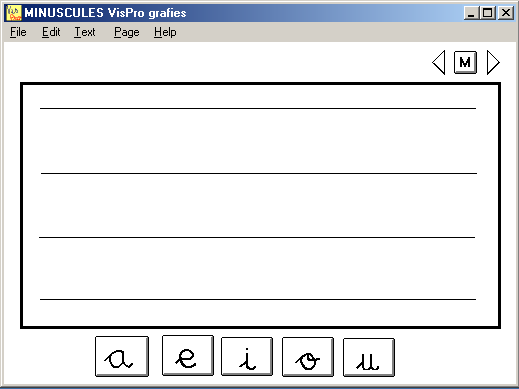 MINUSCULES VisPro grafies
File Edit Text Page Help
M
a e i o u